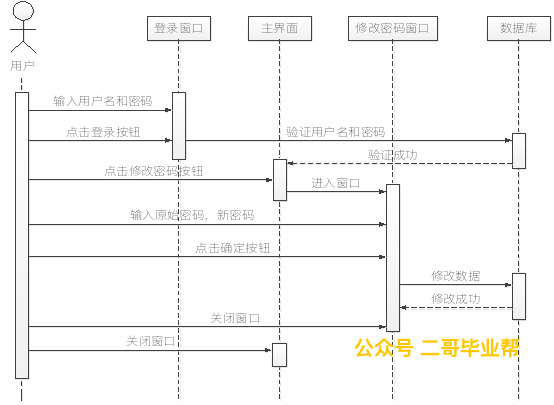 登录窗口
主界面
修改密码窗口
数据库
用户
输入用户名和密码
点击登录按钮
验证用户名和密码
验证成功
点击修改密码按钮
进入窗口
输入原始密码，新密码
点击确定按钮
修改数据
修改成功
关闭窗口
关闭窗口
公众号 二哥毕业帮